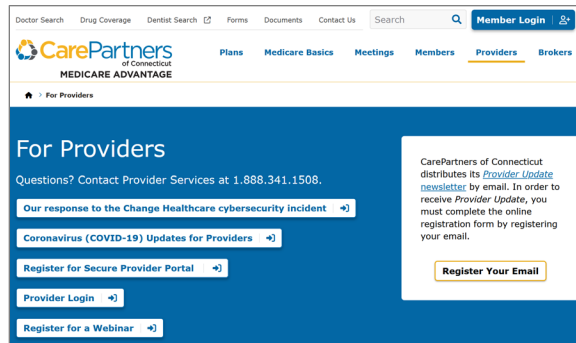 Doctor Search Drug Coverage Dentist Search Forms Documents Contact Us Search Member Login
CarePartners
of Connecticut
MEDICARE ADVANTAGE
Plans Medicare Basics Meetings Members Providers Brokers
> For Providers
For Providers
Questions? Contact Provider Services at 1.888.341.1508.
Our response to the Change Healthcare cybersecurity incident
Coronavirus (COVID-19) Updates for Providers
Register for Secure Provider Portal
Provider Login
Register for a Webinar
CarePartners of Connecticut
distributes its Provider Update
newsletter by email. In order to
receive Provider Update, you
must complete the online
registration form by registering
your email.
Register Your Email